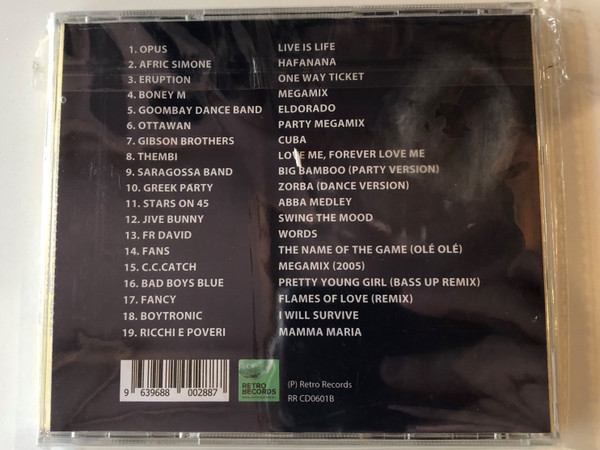 1. OPUS LIVE IS LIFE
2. AFRIC SIMONE HAFANANA
3. ERUPTION ONE WAY TICKET
4. BONEY M MEGAMIX
5. GOOMBAY DANCE BAND ELDORADO
6. OTTAWAN PARTY MEGAMIX
7. GIBSON BROTHERS CUBA
8. THEMBI LOVE ME, FOREVER LOVE ME
9. SARAGOSSA BAND BIG BAMBOO (PARTY VERSION)
10. GREEK PARTY ZORBA (DANCE VERSION)
11. STARS ON 45 ABBA MEDLEY
12. JIVE BUNNY SWING THE MOOD
13. FR DAVID WORDS
14. FANS THE NAME OF THE GAME (OLÉ OLÉ)
15. C.C.CATCH MEGAMIX (2005)
16. BAD BOYS BLUE PRETTY YOUNG GIRL (BASS UP REMIX)
17. FANCY FLAMES OF LOVE (REMIX)
18. BOYTRONIC I WILL SURVIVE
19. RICCHI E POVERI MAMMA MARIA
9 639688 002887
RETRO
RECORDS
(P) Retro Records
RR CD0601B